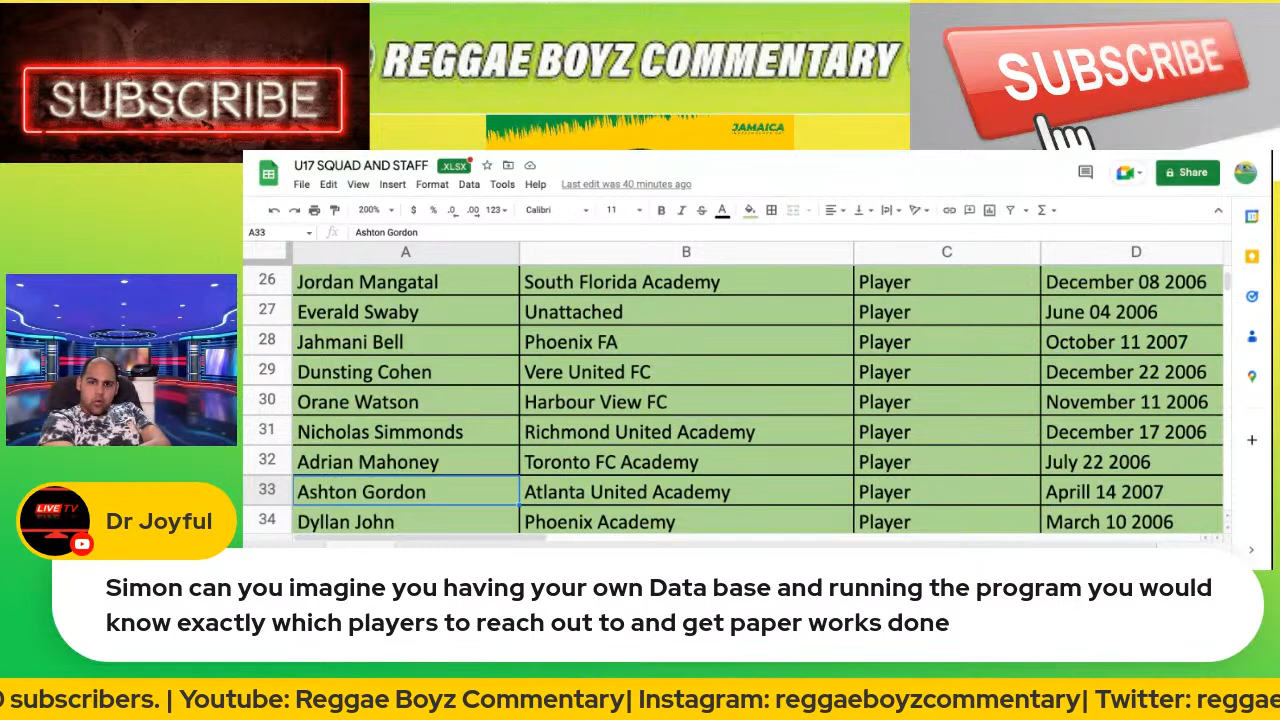 SUBSCRIBE
REGGAE BOYZ COMMENTARY
SUBSCRIBE
JAMAICA
U17 SQUAD AND STAFF .XLSX
File Edit View Insert Format Data Tools Help Last edit was 40 minutes ago
Share
200% $ % .0 .00 123 Calibri 11 B I S A
A33 fx Ashton Gordon
A B C D
26 Jordan Mangatal South Florida Academy Player December 08 2006
27 Everald Swaby Unattached Player June 04 2006
28 Jahmani Bell Phoenix FA Player October 11 2007
29 Dunsting Cohen Vere United FC Player December 22 2006
30 Orane Watson Harbour View FC Player November 11 2006
31 Nicholas Simmonds Richmond United Academy Player December 17 2006
32 Adrian Mahoney Toronto FC Academy Player July 22 2006
33 Ashton Gordon Atlanta United Academy Player Aprill 14 2007
34 Dyllan John Phoenix Academy Player March 10 2006
LIVE TV
Dr Joyful
Simon can you imagine you having your own Data base and running the program you would
know exactly which players to reach out to and get paper works done
0 subscribers. | Youtube: Reggae Boyz Commentary| Instagram: reggaeboyzcommentary| Twitter: reggae